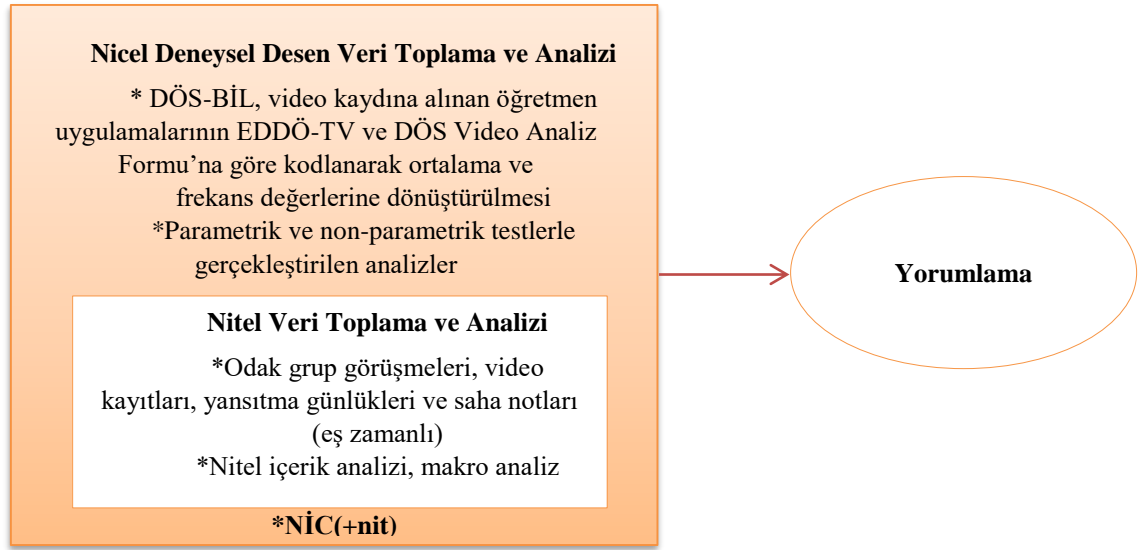 Nicel Deneysel Desen Veri Toplama ve Analizi
* DÖS-BİL, video kaydına alınan öğretmen
uygulamalarının EDDÖ-TV ve DÖS Video Analiz
Formu’na göre kodlanarak ortalama ve
frekans değerlerine dönüştürülmesi
*Parametrik ve non-parametrik testlerle
gerçekleştirilen analizler
Nitel Veri Toplama ve Analizi
*Odak grup görüşmeleri, video
kayıtları, yansıtma günlükleri ve saha notları
(eş zamanlı)
*Nitel içerik analizi, makro analiz
*NİC(+nit)
Yorumlama